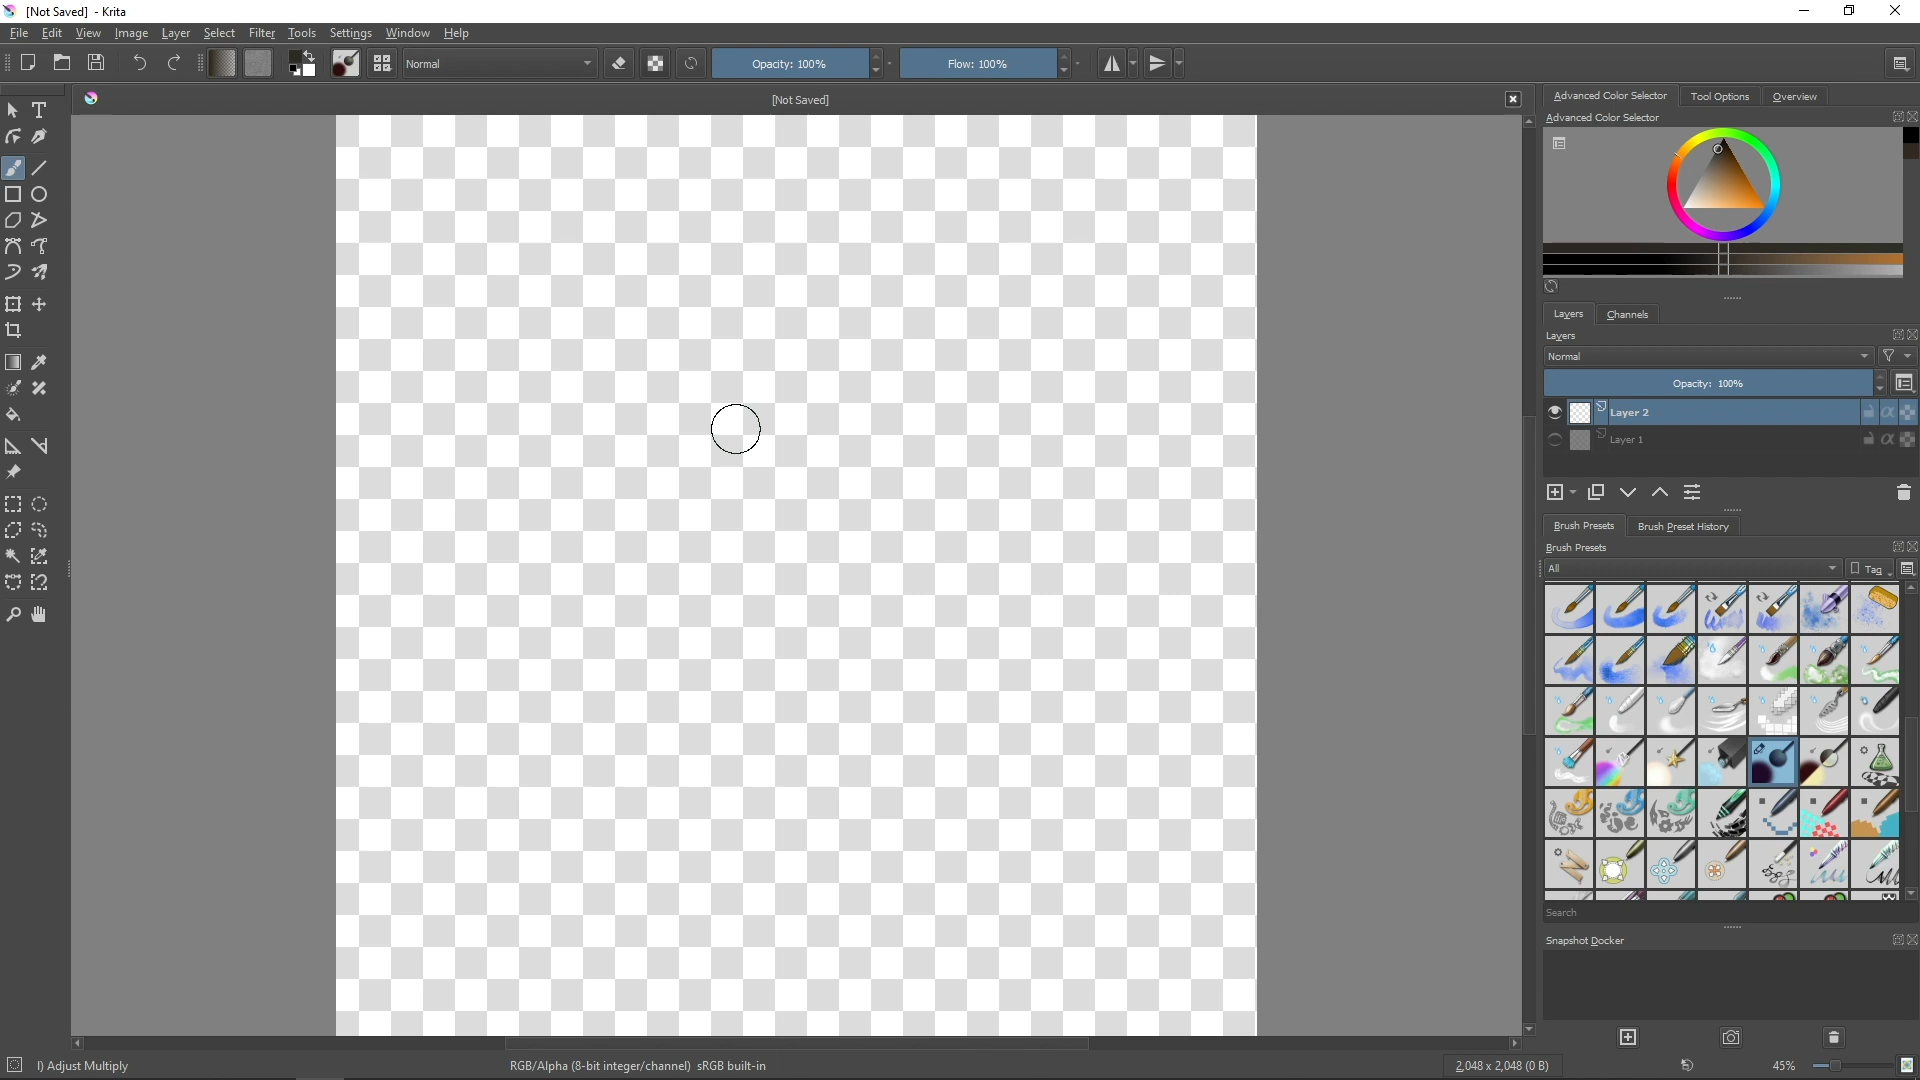 [Not Saved] - Krita
File Edit View Image Layer Select Filter Tools Settings Window Help
Normal Opacity: 100% Flow: 100%
[Not Saved]
Advanced Color Selector Tool Options Overview
Advanced Color Selector
Layers Channels
Layers
Normal
Opacity: 100%
Layer 2
Layer 1
Brush Presets Brush Preset History
Brush Presets
All Tag
Search
Snapshot Docker
I) Adjust Multiply RGB/Alpha (8-bit integer/channel) sRGB built-in 2,048 x 2,048 (0 B) 45%